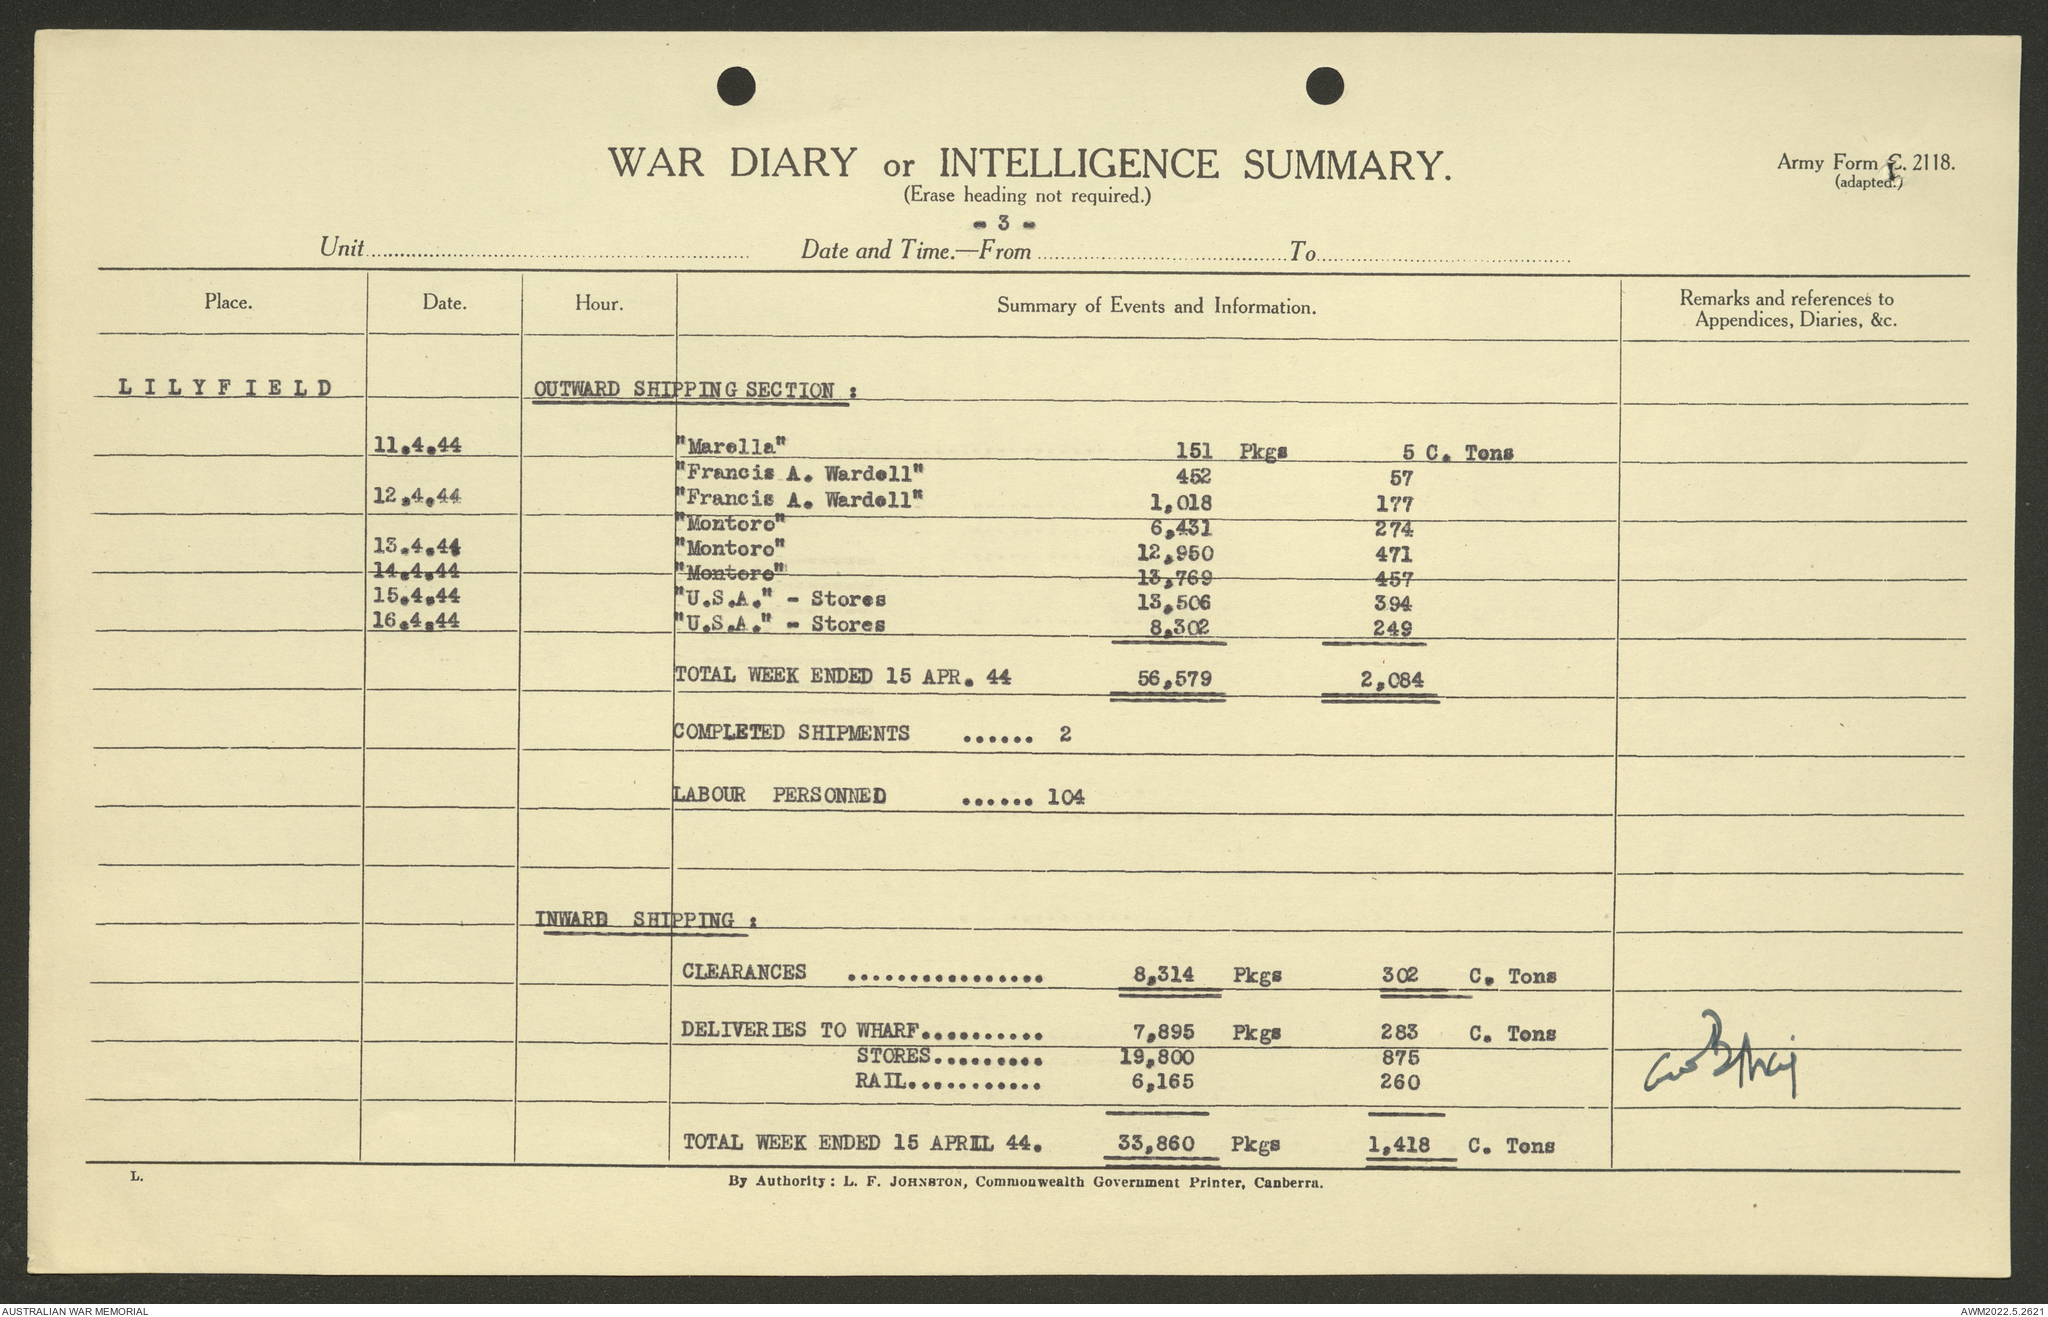 WAR DIARY or INTELLIGENCE SUMMARY.
(Erase heading not required.)
Army Form C. 2118.
(adapted.)
- 3 -
Unit.......... Date and Time.—From.......... To..........
Place. Date. Hour. Summary of Events and Information. Remarks and references to
Appendices, Diaries, &c.
LILYFIELD OUTWARD SHIPPING SECTION :
11.4.44 "Marella" 151 Pkgs 5 C. Tons
"Francis A. Wardell" 452 57
12.4.44 "Francis A. Wardell" 1,018 177
"Montoro" 6,431 274
13.4.44 "Montoro" 12,950 471
14.4.44 "Montoro" 13,769 457
15.4.44 "U.S.A." - Stores 13,506 394
16.4.44 "U.S.A." - Stores 8,302 249
TOTAL WEEK ENDED 15 APR. 44 56,579 2,084
COMPLETED SHIPMENTS ...... 2
LABOUR PERSONNED ...... 104
INWARD SHIPPING :
CLEARANCES ................ 8,314 Pkgs 302 C. Tons
DELIVERIES TO WHARF.......... 7,895 Pkgs 283 C. Tons
STORES......... 19,800 875
RAIL........... 6,165 260
TOTAL WEEK ENDED 15 APRIL 44. 33,860 Pkgs 1,418 C. Tons
L.
By Authority: L. F. JOHNSTON, Commonwealth Government Printer, Canberra.
AUSTRALIAN WAR MEMORIAL AWM2022.5.2621